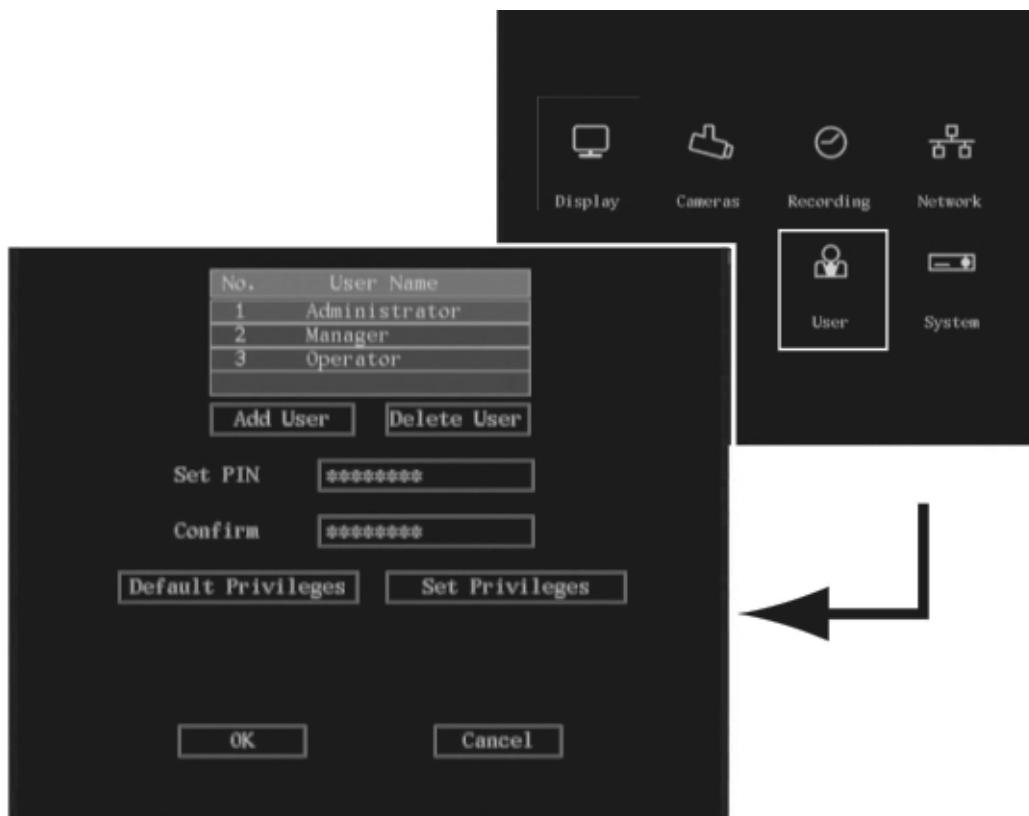 Display Cameras Recording Network
User System
No. User Name
1 Administrator
2 Manager
3 Operator
Add User Delete User
Set PIN ********
Confirm ********
Default Privileges Set Privileges
OK Cancel